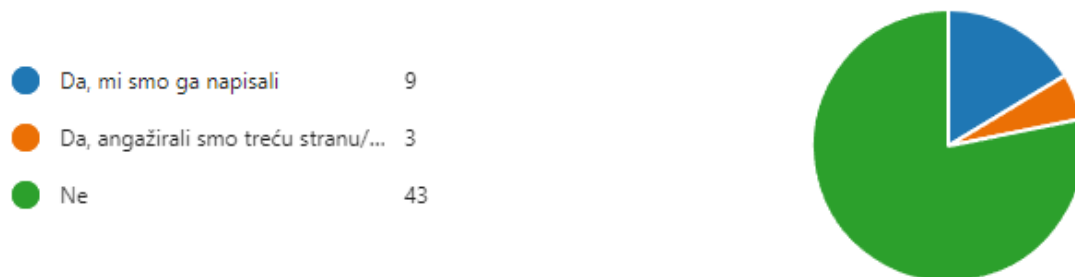 Da, mi smo ga napisali 9
Da, angažirali smo treću stranu/... 3
Ne 43